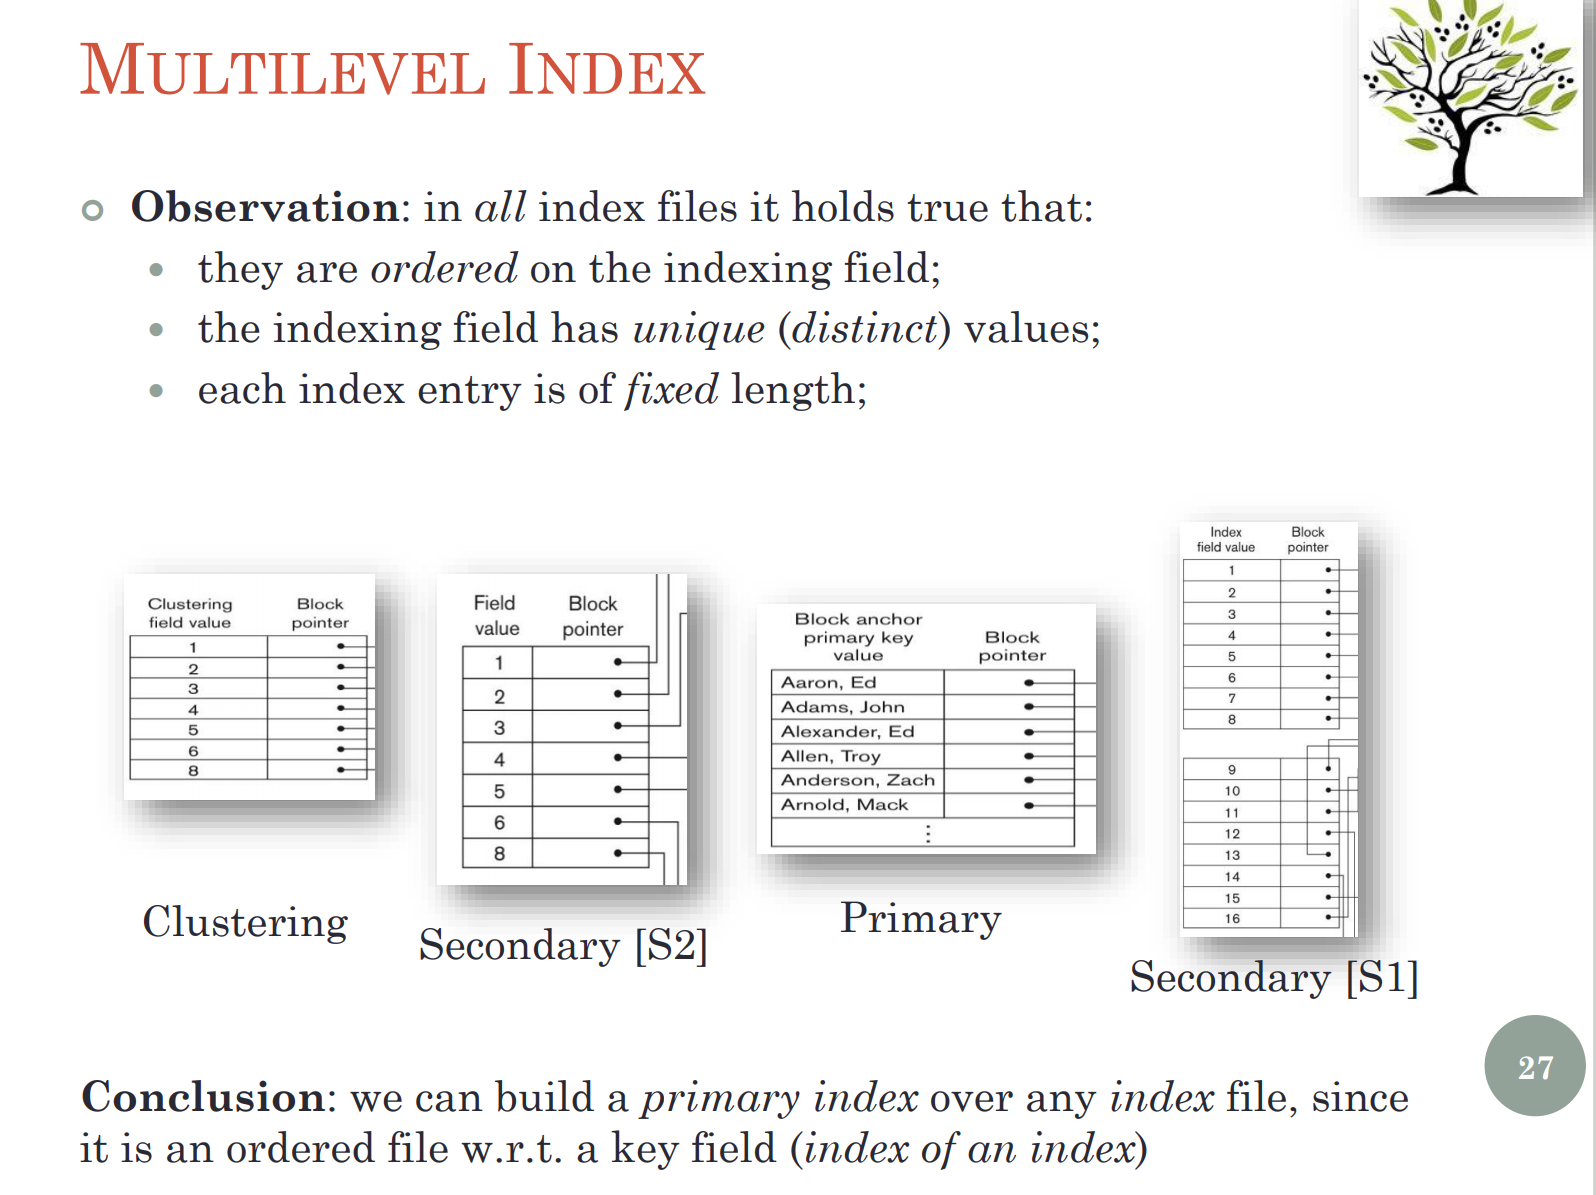 MULTILEVEL INDEX
Observation: in all index files it holds true that:
they are ordered on the indexing field;
the indexing field has unique (distinct) values;
each index entry is of fixed length;
Clustering field value Block pointer
1
2
3
4
5
6
8
Clustering
Field value Block pointer
1
2
3
4
5
6
8
Secondary [S2]
Block anchor primary key value Block pointer
Aaron, Ed
Adams, John
Alexander, Ed
Allen, Troy
Anderson, Zach
Arnold, Mack
⋮
Primary
Index field value Block pointer
1
2
3
4
5
6
7
8
9
10
11
12
13
14
15
16
Secondary [S1]
27
Conclusion: we can build a primary index over any index file, since
it is an ordered file w.r.t. a key field (index of an index)